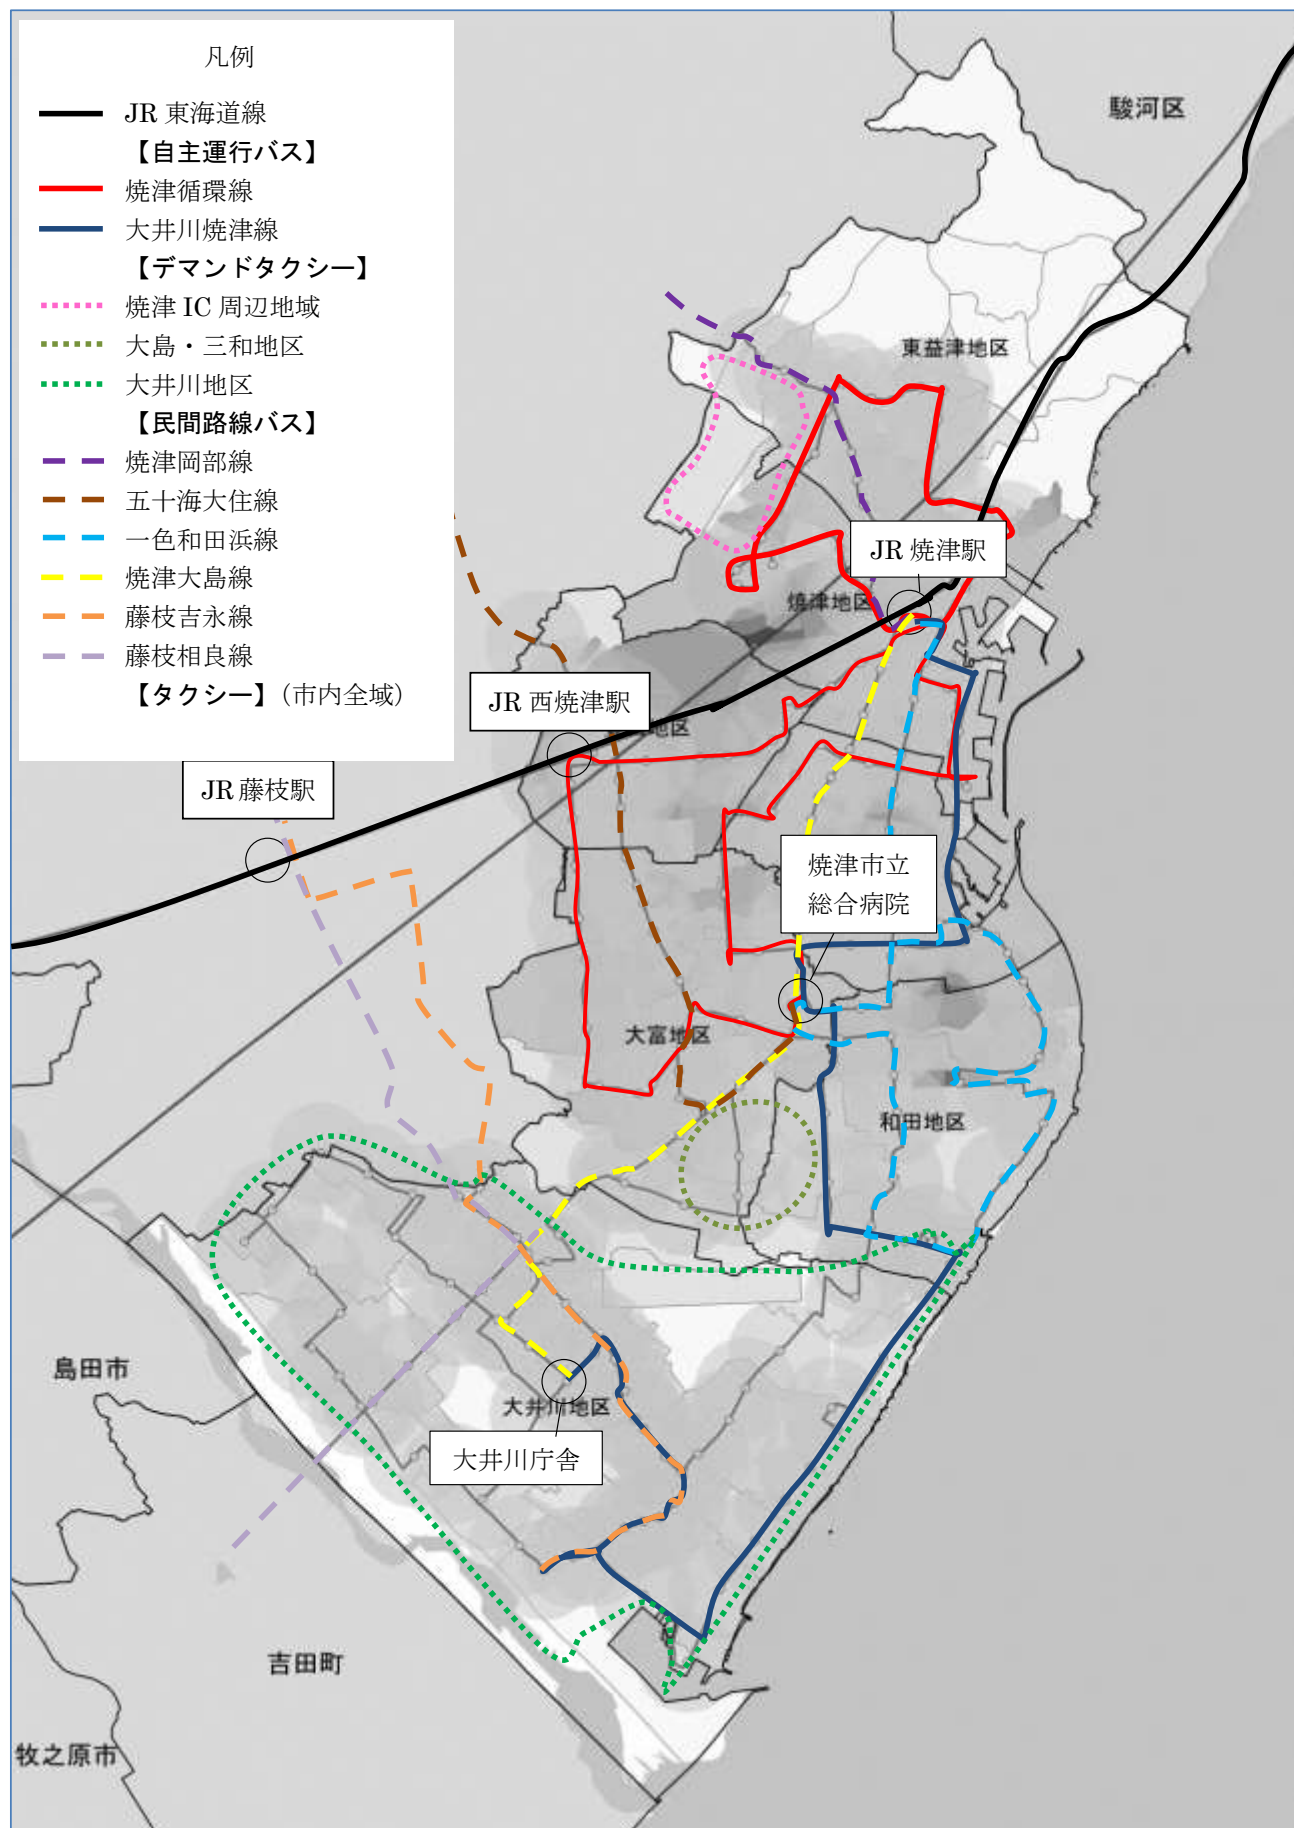 凡例
JR 東海道線
【自主運行バス】
焼津循環線
大井川焼津線
【デマンドタクシー】
焼津 IC 周辺地域
大島・三和地区
大井川地区
【民間路線バス】
焼津岡部線
五十海大住線
一色和田浜線
焼津大島線
藤枝吉永線
藤枝相良線
【タクシー】（市内全域）
駿河区
東益津地区
JR 焼津駅
焼津地区
JR 西焼津駅
地区
JR 藤枝駅
焼津市立
総合病院
大富地区
和田地区
島田市
大井川地区
大井川庁舎
吉田町
牧之原市